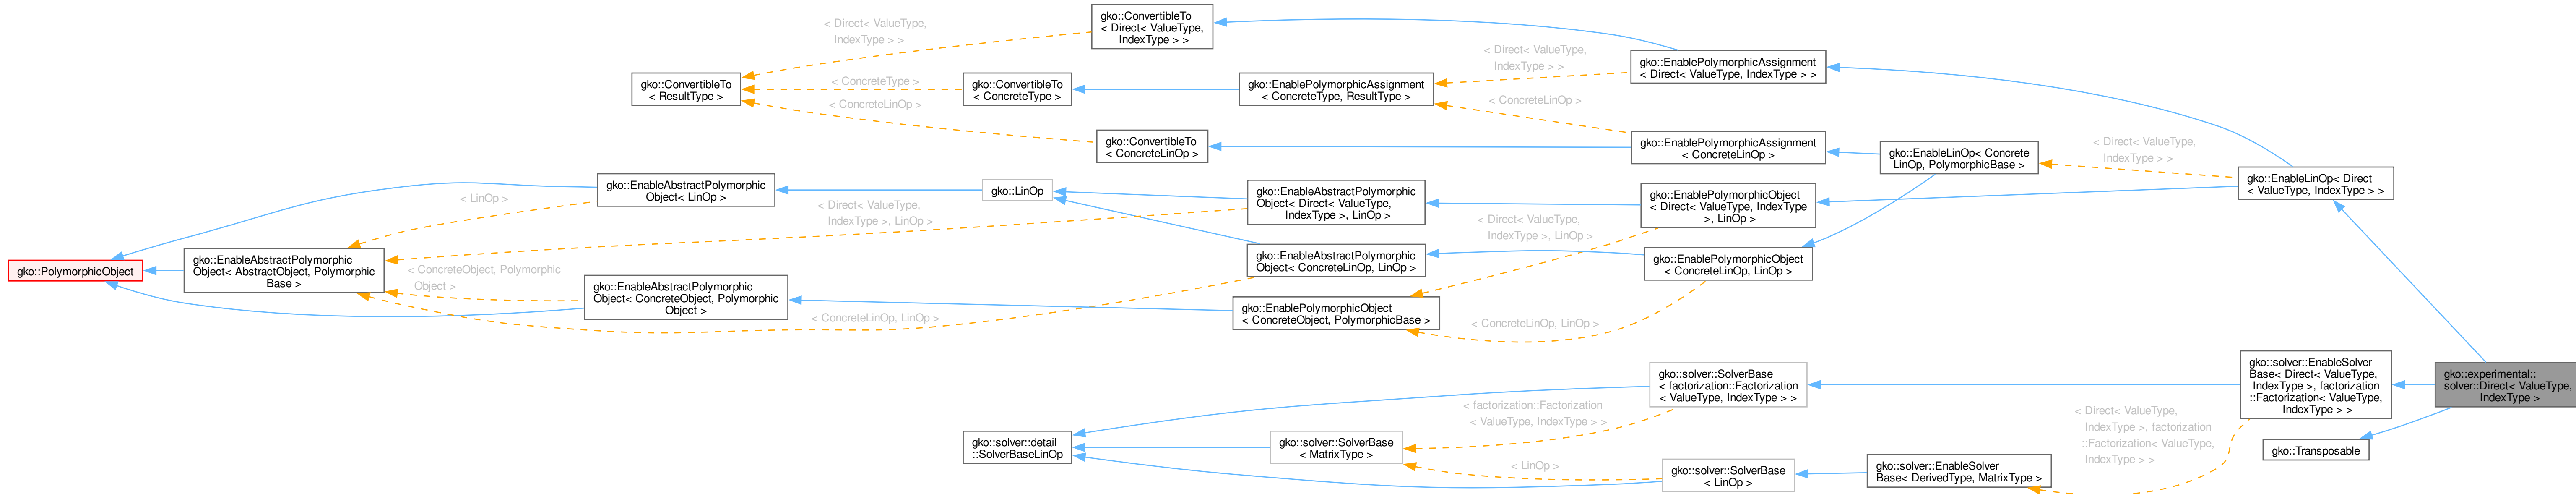 gko::ConvertibleTo
< Direct< ValueType,
IndexType > >
< Direct< ValueType,
IndexType > >
gko::ConvertibleTo
< ResultType >
< ConcreteType >
< ConcreteLinOp >
gko::ConvertibleTo
< ConcreteType >
gko::EnablePolymorphicAssignment
< ConcreteType, ResultType >
< Direct< ValueType,
IndexType > >
< ConcreteLinOp >
gko::EnablePolymorphicAssignment
< Direct< ValueType, IndexType > >
gko::ConvertibleTo
< ConcreteLinOp >
gko::EnablePolymorphicAssignment
< ConcreteLinOp >
gko::EnableLinOp< Concrete
LinOp, PolymorphicBase >
< Direct< ValueType,
IndexType > >
gko::EnableLinOp< Direct
< ValueType, IndexType > >
gko::EnableAbstractPolymorphic
Object< LinOp >
< LinOp >
gko::LinOp
gko::EnableAbstractPolymorphic
Object< Direct< ValueType,
IndexType >, LinOp >
gko::EnablePolymorphicObject
< Direct< ValueType, IndexType
>, LinOp >
< Direct< ValueType,
IndexType >, LinOp >
< Direct< ValueType,
IndexType >, LinOp >
gko::PolymorphicObject
gko::EnableAbstractPolymorphic
Object< AbstractObject, Polymorphic
Base >
< ConcreteObject, Polymorphic
Object >
gko::EnableAbstractPolymorphic
Object< ConcreteObject, Polymorphic
Object >
gko::EnableAbstractPolymorphic
Object< ConcreteLinOp, LinOp >
gko::EnablePolymorphicObject
< ConcreteLinOp, LinOp >
< ConcreteLinOp, LinOp >
gko::EnablePolymorphicObject
< ConcreteObject, PolymorphicBase >
< ConcreteLinOp, LinOp >
gko::solver::SolverBase
< factorization::Factorization
< ValueType, IndexType > >
gko::solver::EnableSolver
Base< Direct< ValueType,
IndexType >, factorization
::Factorization< ValueType,
IndexType > >
gko::experimental::
solver::Direct< ValueType,
IndexType >
gko::solver::detail
::SolverBaseLinOp
gko::solver::SolverBase
< MatrixType >
< factorization::Factorization
< ValueType, IndexType > >
< LinOp >
gko::solver::SolverBase
< LinOp >
gko::solver::EnableSolver
Base< DerivedType, MatrixType >
< Direct< ValueType,
IndexType >, factorization
::Factorization< ValueType,
IndexType > >
gko::Transposable